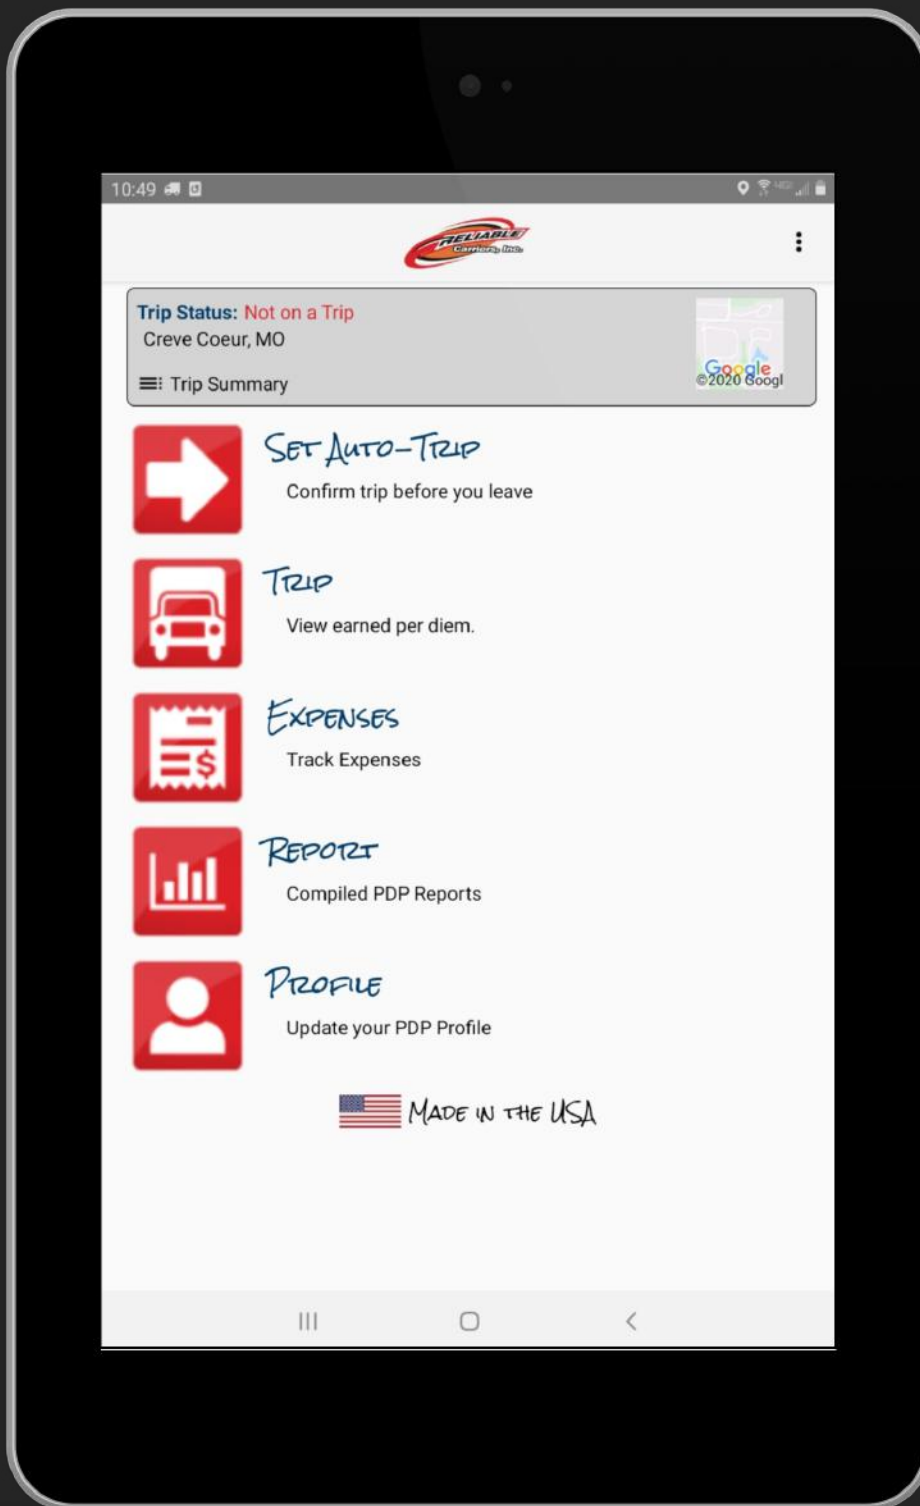 10:49
RELIABLE
Carriers, Inc.
Trip Status: Not on a Trip
Creve Coeur, MO
Trip Summary
Google
©2020 Googl
SET AUTO-TRIP
Confirm trip before you leave
TRIP
View earned per diem.
EXPENSES
Track Expenses
$
REPORT
Compiled PDP Reports
PROFILE
Update your PDP Profile
MADE IN THE USA